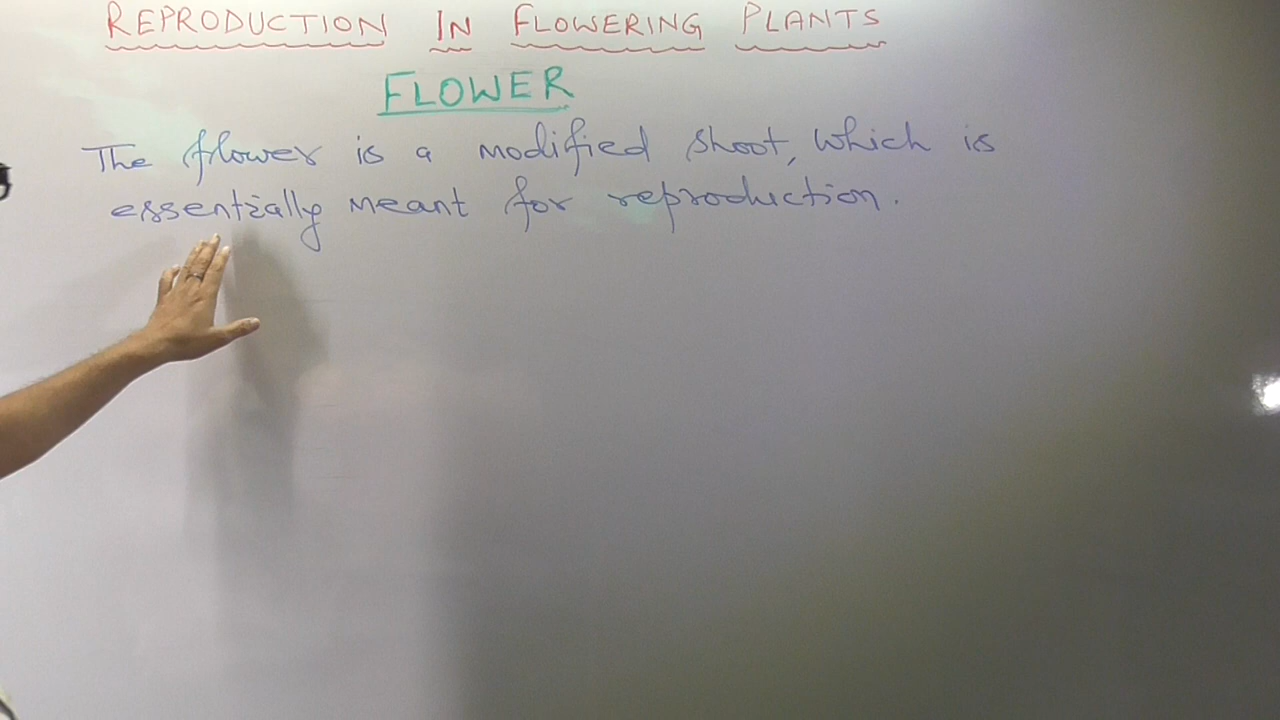 REPRODUCTION IN FLOWERING PLANTS
FLOWER
The flower is a modified shoot, which is
essentially meant for reproduction.